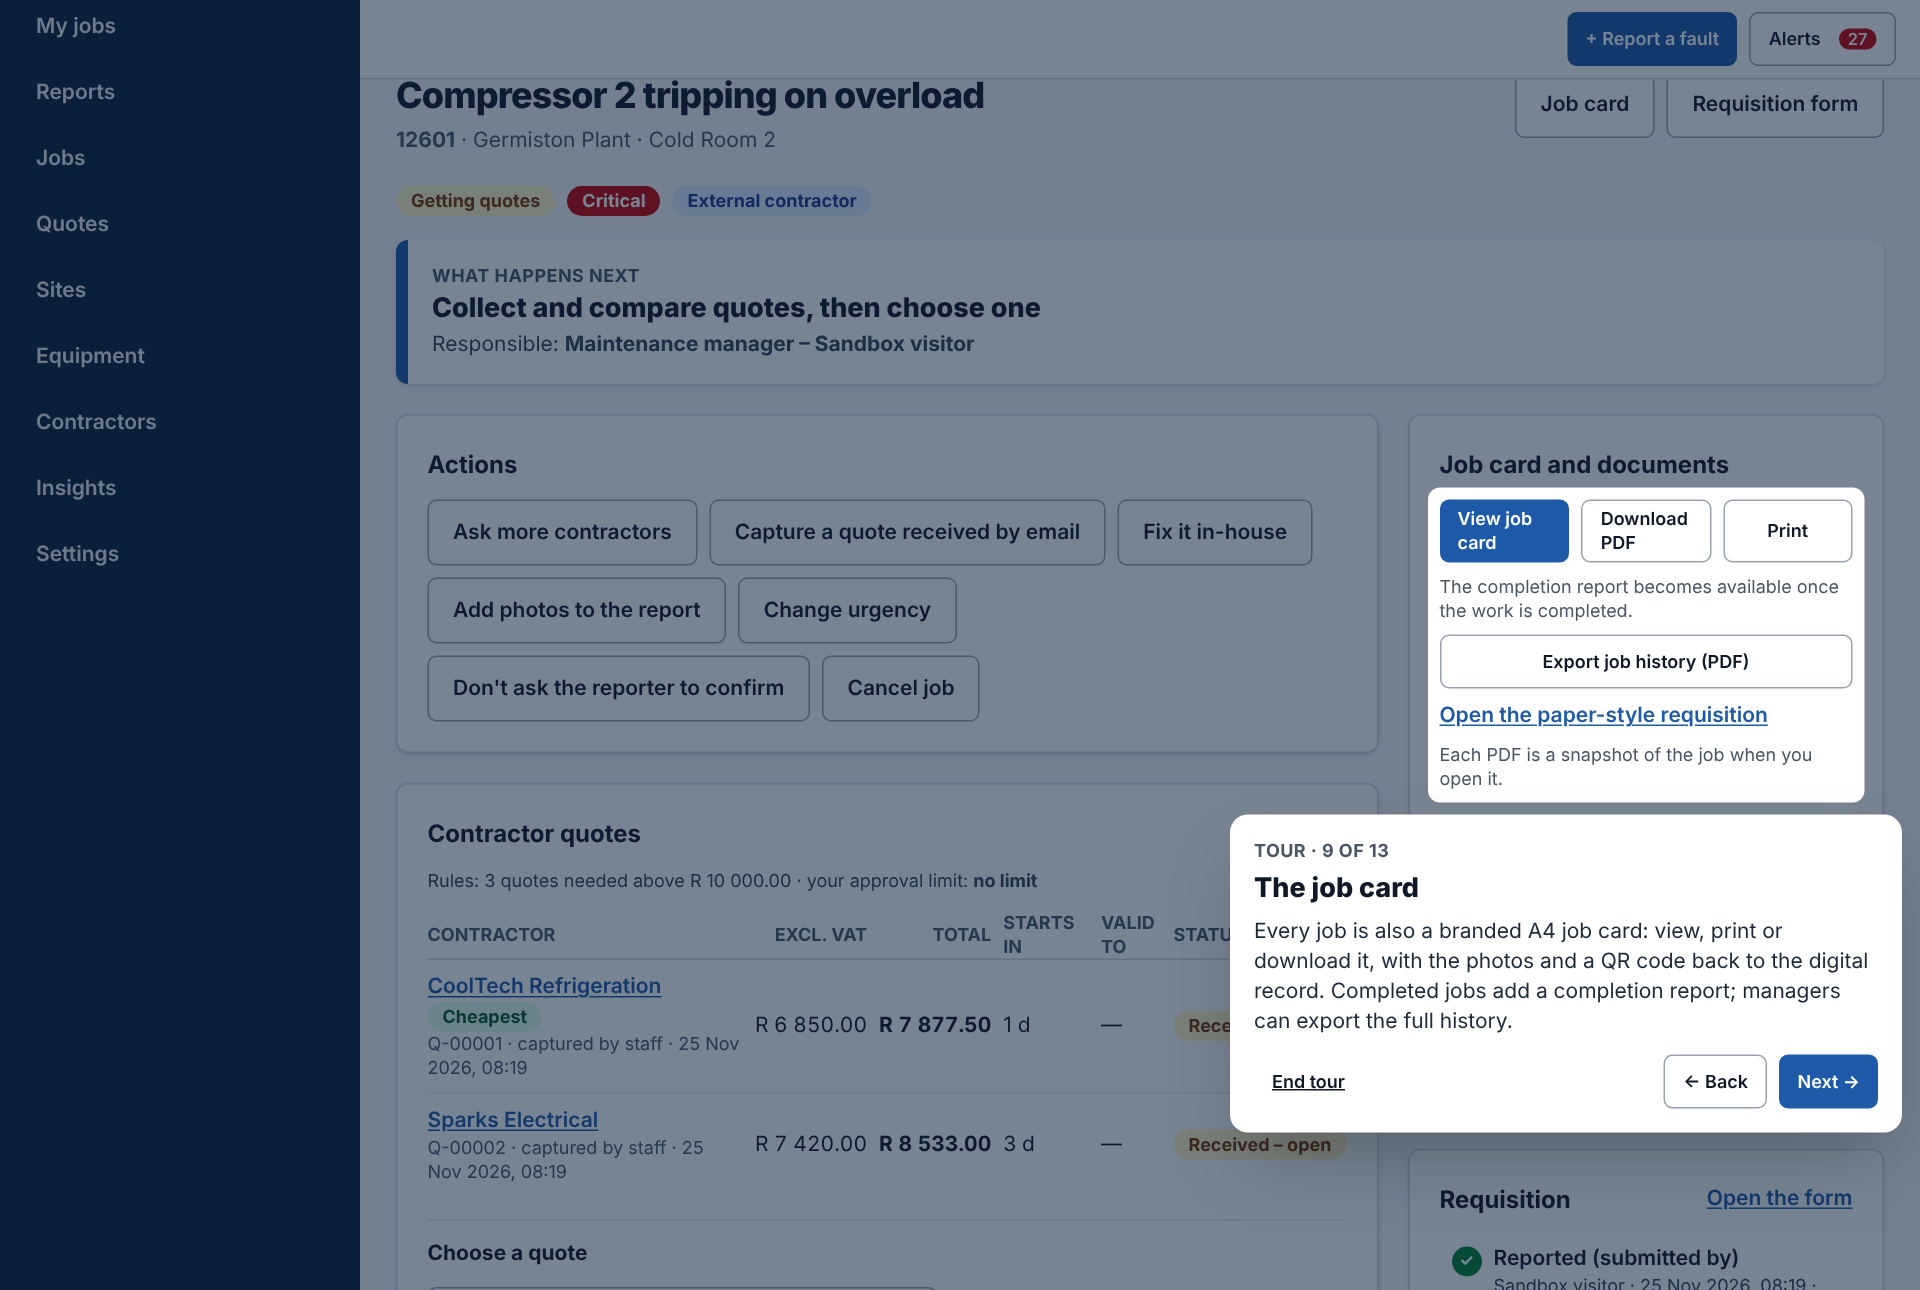 My jobs
Reports
Jobs
Quotes
Sites
Equipment
Contractors
Insights
Settings
+ Report a fault
Alerts 27
Compressor 2 tripping on overload
12601 · Germiston Plant · Cold Room 2
Job card
Requisition form
Getting quotes
Critical
External contractor
WHAT HAPPENS NEXT
Collect and compare quotes, then choose one
Responsible: Maintenance manager – Sandbox visitor
Actions
Ask more contractors
Capture a quote received by email
Fix it in-house
Add photos to the report
Change urgency
Don't ask the reporter to confirm
Cancel job
Job card and documents
View job
card
Download
PDF
Print
The completion report becomes available once
the work is completed.
Export job history (PDF)
Open the paper-style requisition
Each PDF is a snapshot of the job when you
open it.
Contractor quotes
Rules: 3 quotes needed above R 10 000.00 · your approval limit: no limit
CONTRACTOR EXCL. VAT TOTAL STARTS IN VALID TO STATU
CoolTech Refrigeration
Cheapest
Q-00001 · captured by staff · 25 Nov
2026, 08:19
R 6 850.00 R 7 877.50 1 d — Rece
Sparks Electrical
Q-00002 · captured by staff · 25
Nov 2026, 08:19
R 7 420.00 R 8 533.00 3 d — Received – open
Choose a quote
TOUR · 9 OF 13
The job card
Every job is also a branded A4 job card: view, print or
download it, with the photos and a QR code back to the digital
record. Completed jobs add a completion report; managers
can export the full history.
End tour
← Back
Next →
Requisition
Open the form
Reported (submitted by)
Sandbox visitor · 25 Nov 2026, 08:19 ·